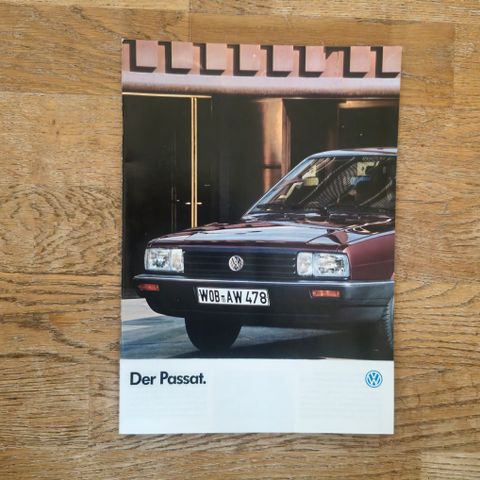 WOB AW 478
Der Passat.